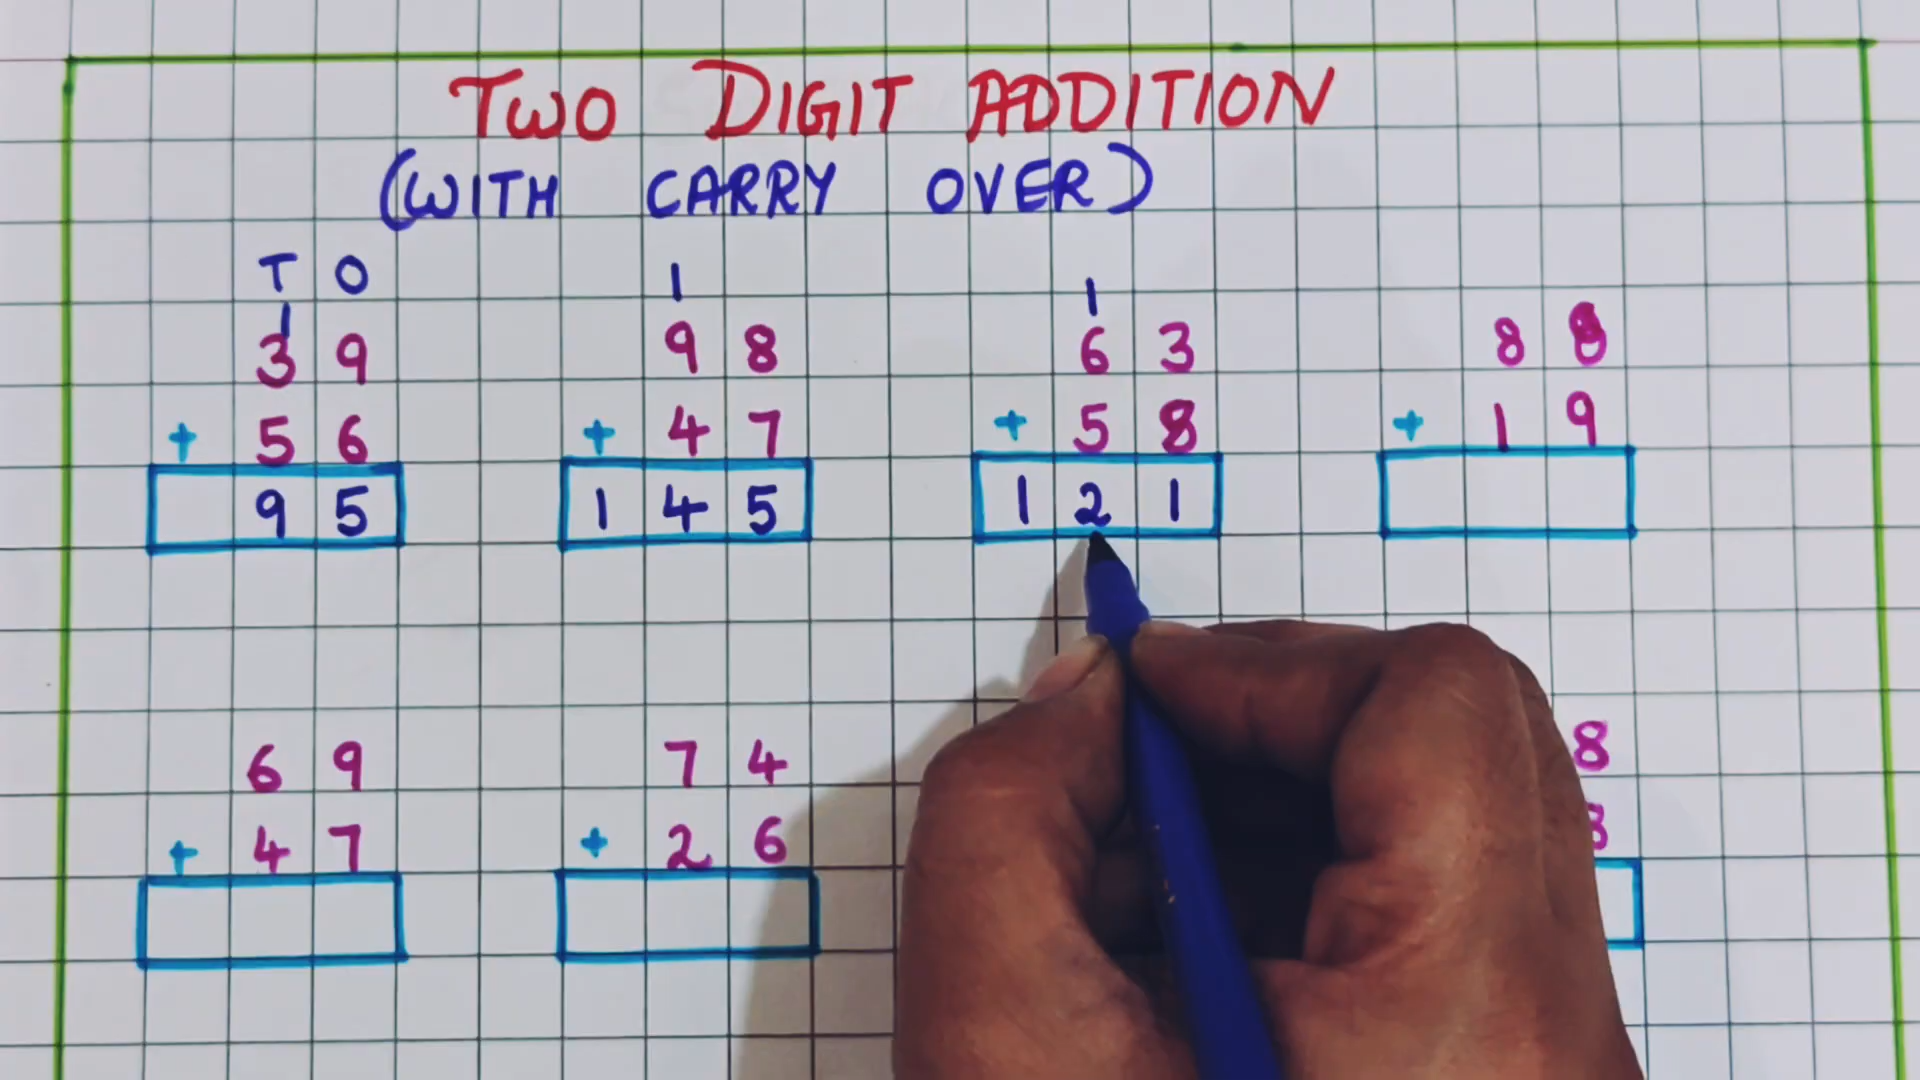 TWO DIGIT ADDITION
(WITH CARRY OVER)
T O
1 1 1
3 9 9 8 6 3 8 8
+ 5 6 + 4 7 + 5 8 + 1 9
9 5 1 4 5 1 2 1
6 9 7 4 8
+ 4 7 + 2 6 8